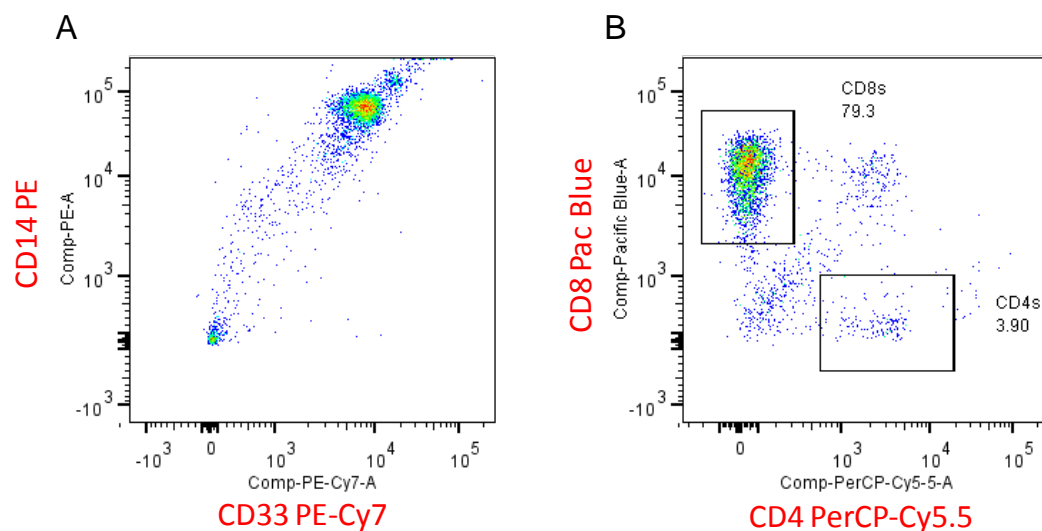 A
CD14 PE
Comp-PE-A
10^5
10^4
10^3
0
-10^3
-10^3
0
10^3
10^4
10^5
Comp-PE-Cy7-A
CD33 PE-Cy7
B
CD8 Pac Blue
Comp-Pacific Blue-A
10^5
10^4
10^3
0
-10^3
CD8s
79.3
CD4s
3.90
0
10^3
10^4
10^5
Comp-PerCP-Cy5-5-A
CD4 PerCP-Cy5.5